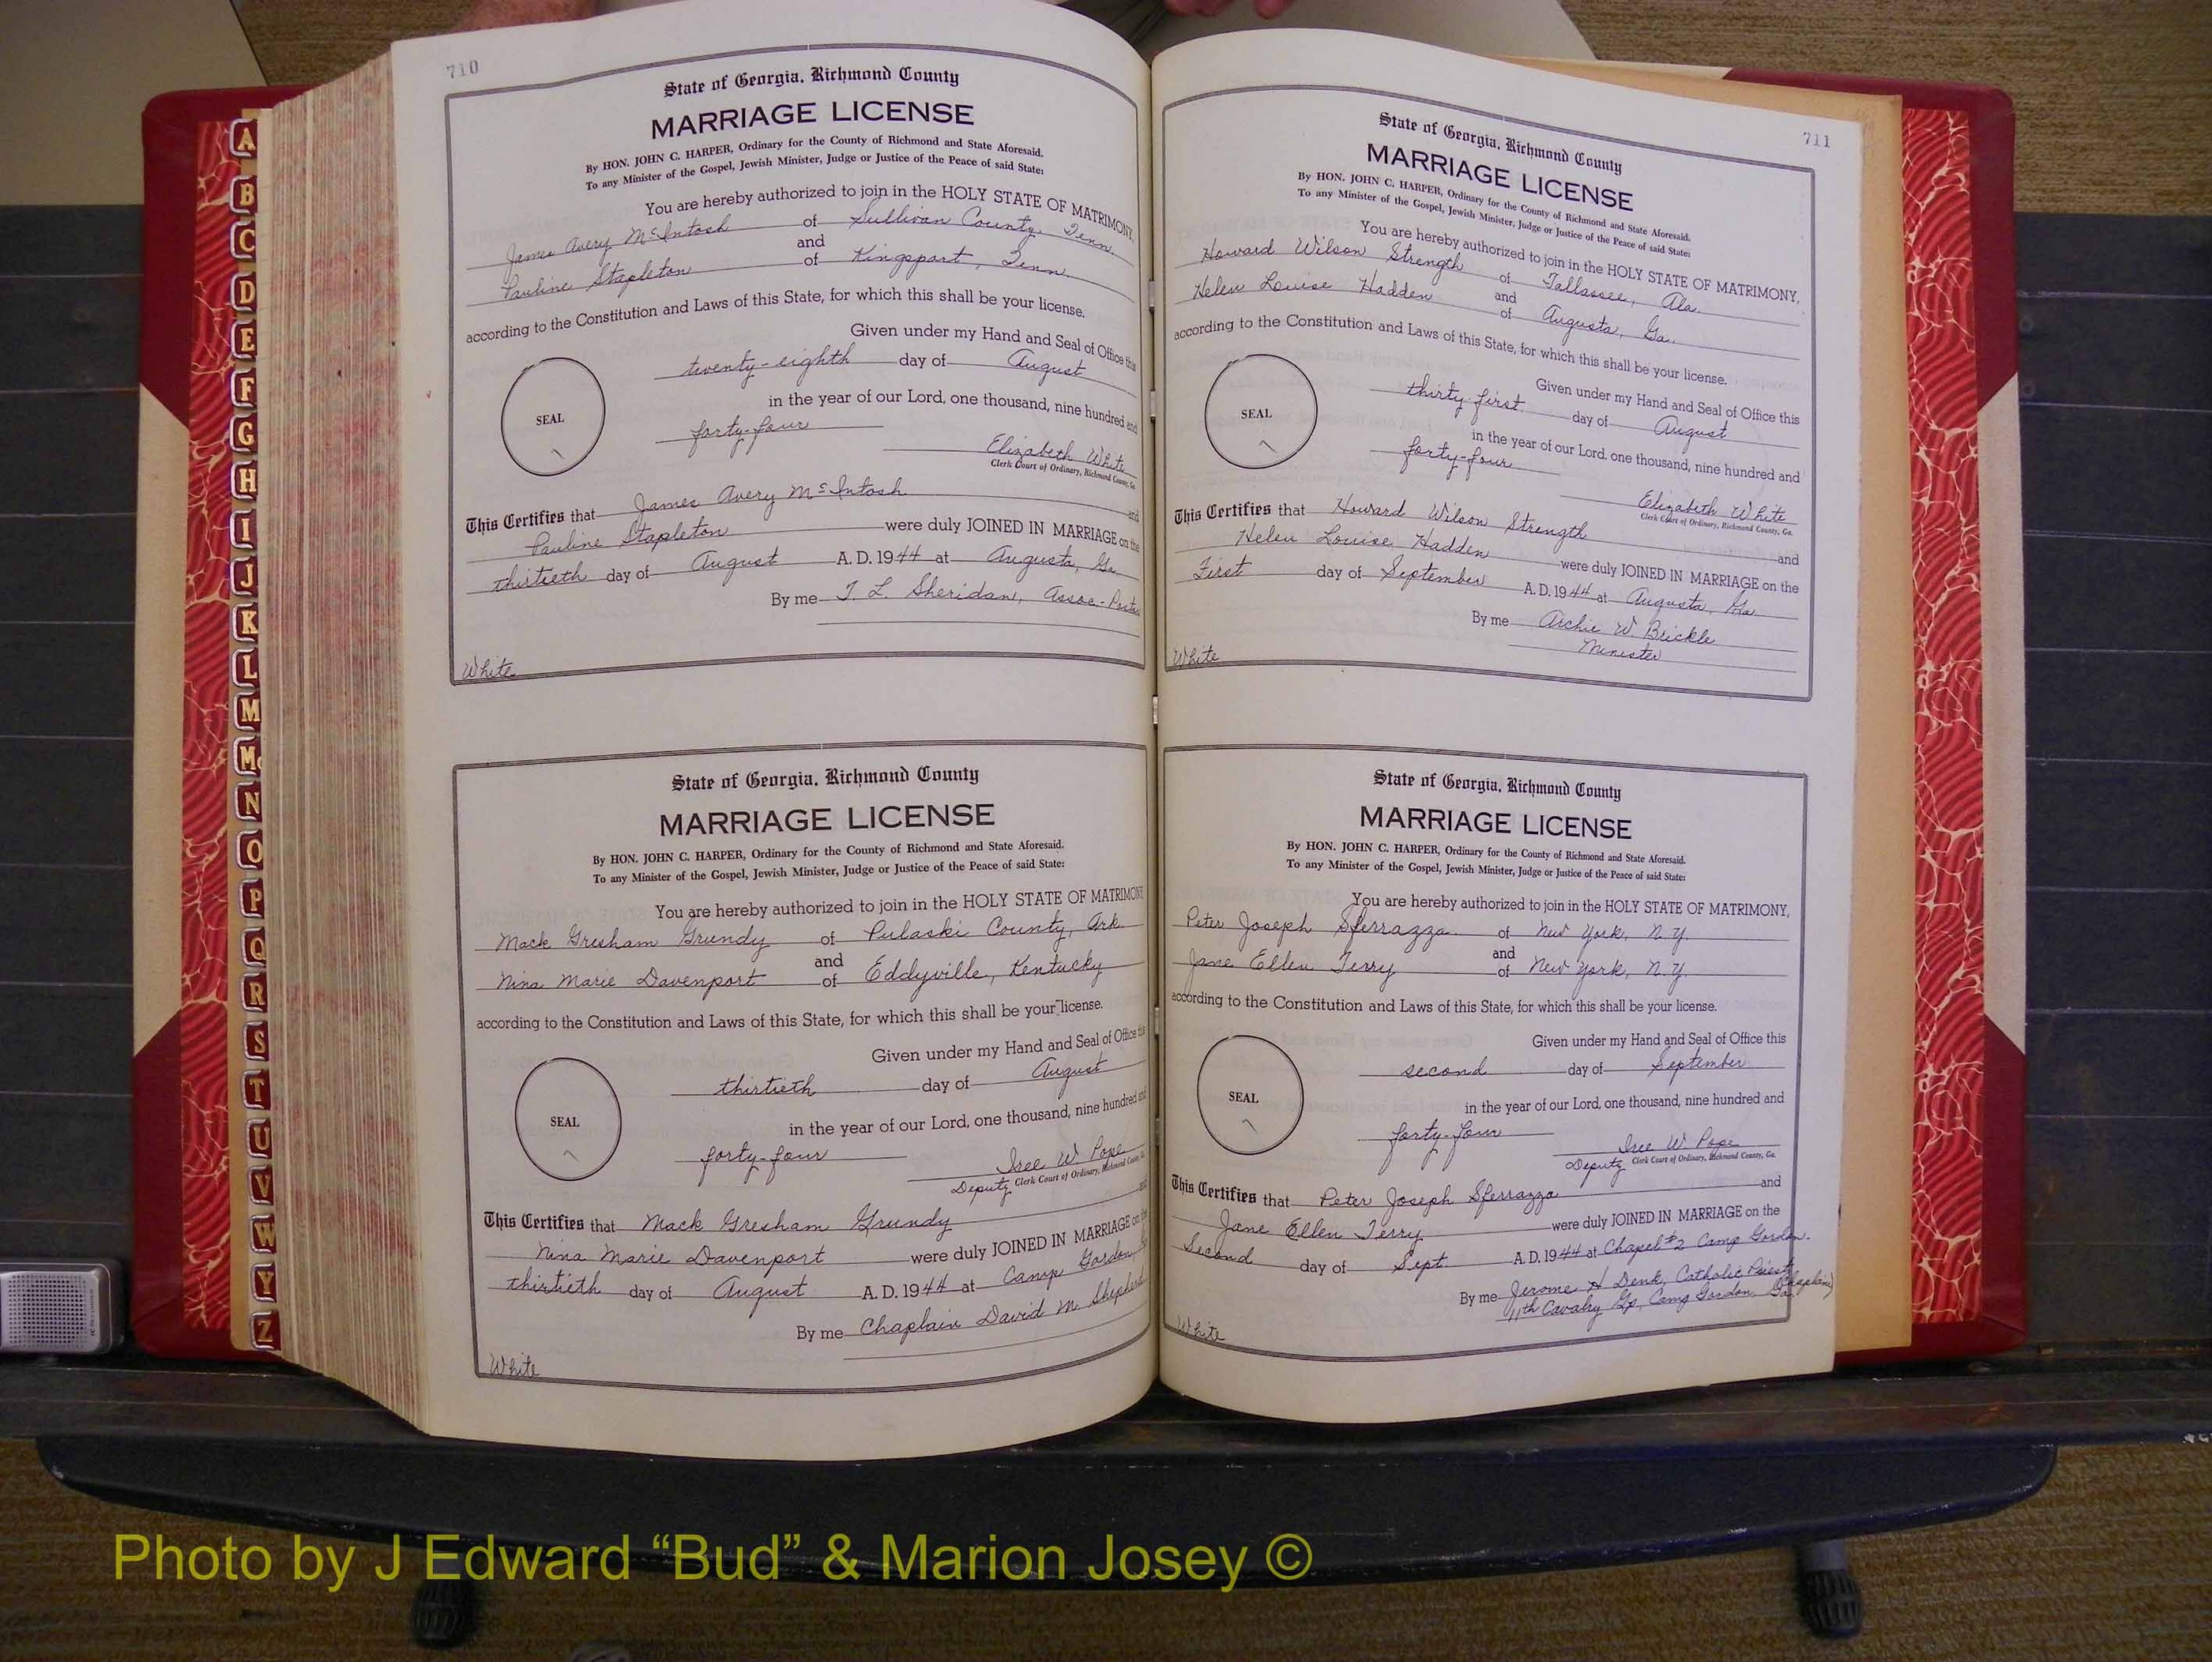 710
State of Georgia, Richmond County
MARRIAGE LICENSE
By HON. JOHN C. HARPER, Ordinary for the County of Richmond and State Aforesaid.
To any Minister of the Gospel, Jewish Minister, Judge or Justice of the Peace of said State:
You are hereby authorized to join in the HOLY STATE OF MATRIMONY,
James Avery McIntosh of Sullivan County, Tenn.
and
Pauline Stapleton of Kingsport, Tenn.
according to the Constitution and Laws of this State, for which this shall be your license.
Given under my Hand and Seal of Office this
twenty-eighth day of August
in the year of our Lord, one thousand, nine hundred and
SEAL
forty-four
Elizabeth White
Clerk Court of Ordinary, Richmond County, Ga
This Certifies that James Avery McIntosh and
Pauline Stapleton were duly JOINED IN MARRIAGE on the
thirtieth day of August A. D. 1944 at Augusta, Ga.
By me T. L. Sheridan, Assoc-Pastor
White
State of Georgia, Richmond County
MARRIAGE LICENSE
By HON. JOHN C. HARPER, Ordinary for the County of Richmond and State Aforesaid.
To any Minister of the Gospel, Jewish Minister, Judge or Justice of the Peace of said State:
You are hereby authorized to join in the HOLY STATE OF MATRIMONY
Mack Gresham Grundy of Pulaski County, Ark.
and
Nina Marie Davenport of Eddyville, Kentucky
according to the Constitution and Laws of this State, for which this shall be your license.
Given under my Hand and Seal of Office this
thirtieth day of August
in the year of our Lord, one thousand, nine hundred and
SEAL
forty-four
W. Pope
Deputy Clerk Court of Ordinary, Richmond County, Ga
and
This Certifies that Mack Gresham Grundy
Nina Marie Davenport were duly JOINED IN MARRIAGE on the
thirtieth day of August A. D. 1944 at Camp Gordon,
By me Chaplain David M. Shepherd
White
711
State of Georgia, Richmond County
MARRIAGE LICENSE
By HON. JOHN C. HARPER, Ordinary for the County of Richmond and State Aforesaid.
To any Minister of the Gospel, Jewish Minister, Judge or Justice of the Peace of said State:
You are hereby authorized to join in the HOLY STATE OF MATRIMONY,
Howard Wilson Strength of Tallassee, Ala.
and
Helen Louise Hadden of Augusta, Ga.
according to the Constitution and Laws of this State, for which this shall be your license.
Given under my Hand and Seal of Office this
thirty first day of August
in the year of our Lord, one thousand, nine hundred and
SEAL
forty-four
Elizabeth White
Clerk Court of Ordinary, Richmond County, Ga.
This Certifies that Howard Wilson Strength and
Helen Louise Hadden were duly JOINED IN MARRIAGE on the
First day of September A. D. 1944 at Augusta, Ga
By me Archie W. Brickle
Minister
White
State of Georgia, Richmond County
MARRIAGE LICENSE
By HON. JOHN C. HARPER, Ordinary for the County of Richmond and State Aforesaid.
To any Minister of the Gospel, Jewish Minister, Judge or Justice of the Peace of said State:
You are hereby authorized to join in the HOLY STATE OF MATRIMONY,
Peter Joseph Sferrazza of New York, N.Y.
and
Jane Ellen Terry of New York, N.Y.
according to the Constitution and Laws of this State, for which this shall be your license.
Given under my Hand and Seal of Office this
second day of September
in the year of our Lord, one thousand, nine hundred and
SEAL
forty-four
W. Pope
Deputy Clerk Court of Ordinary, Richmond County, Ga.
This Certifies that Peter Joseph Sferrazza and
Jane Ellen Terry were duly JOINED IN MARRIAGE on the
Second day of Sept. A. D. 1944 at Chapel #2 Camp Gordon.
By me Jerome H Denk, Catholic Priest (Chaplain)
11th Cavalry Gp, Camp Gordon, Ga.
White
A
B
C
D
E
F
G
H
I
J
K
L
M
Mc
N
O
P
Q
R
S
T
U
V
W
Y
Z
Photo by J Edward “Bud” & Marion Josey ©